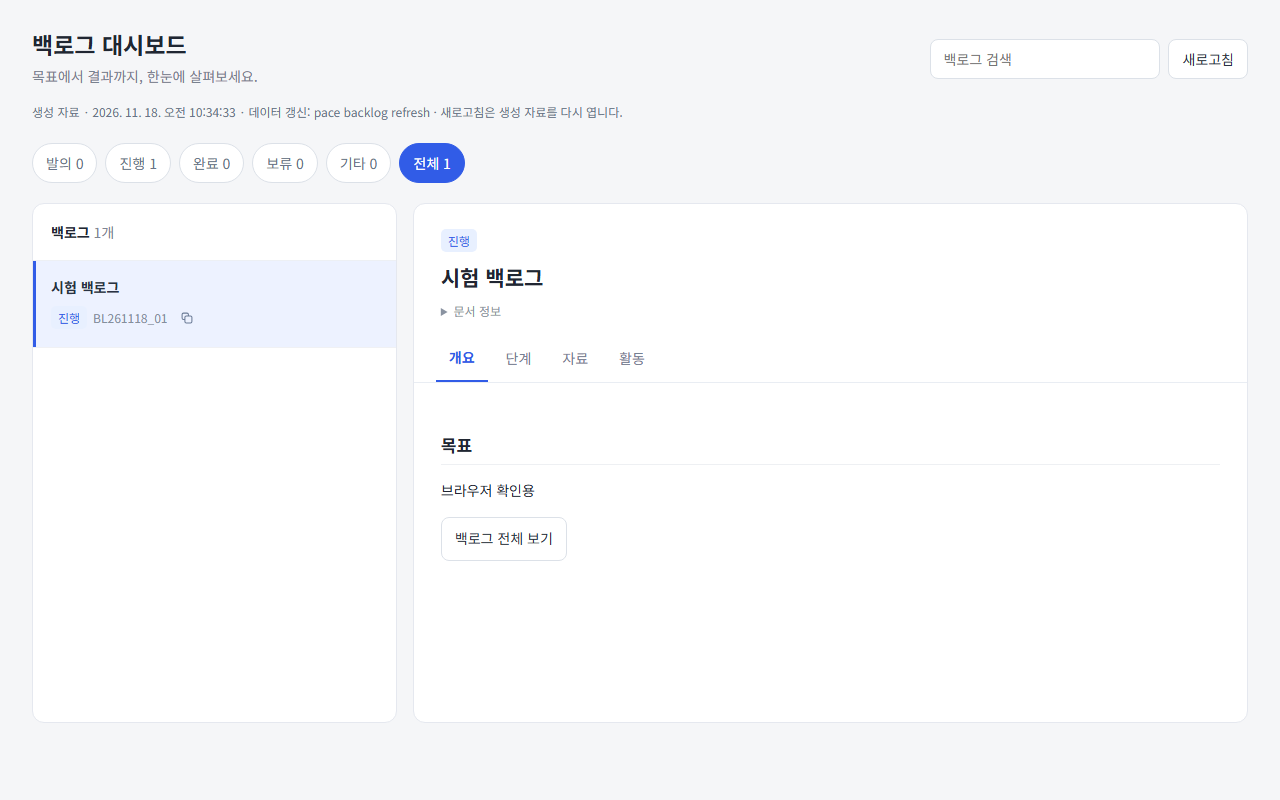 백로그 대시보드
목표에서 결과까지, 한눈에 살펴보세요.
백로그 검색
새로고침
생성 자료 · 2026. 11. 18. 오전 10:34:33 · 데이터 갱신: pace backlog refresh · 새로고침은 생성 자료를 다시 엽니다.
발의 0
진행 1
완료 0
보류 0
기타 0
전체 1
백로그 1개
시험 백로그
진행 BL261118_01
진행
시험 백로그
▶ 문서 정보
개요
단계
자료
활동
목표
브라우저 확인용
백로그 전체 보기